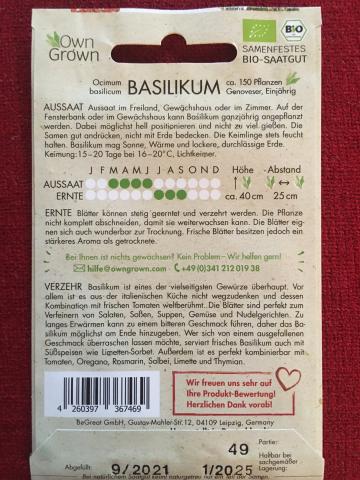 Own
Grown
BIO
SAMENFESTES
BIO-SAATGUT
Ocimum
basilicum
BASILIKUM
ca. 150 Pflanzen
Genoveser, Einjährig
AUSSAAT Aussaat im Freiland, Gewächshaus oder im Zimmer. Auf der
Fensterbank oder im Gewächshaus kann Basilikum ganzjährig angepflanzt
werden. Dabei möglichst hell positionieren und nicht zu viel gießen. Die
Samen gut andrücken, nicht mit Erde bedecken. Die Keimlinge stets feucht
halten. Basilikum mag Sonne, Wärme und lockere, durchlässige Erde.
Keimung: 15–20 Tage bei 16–20°C, Lichtkeimer.
J F M A M J J A S O N D Höhe Abstand
AUSSAAT
ERNTE ca. 40 cm 25 cm
ERNTE Blätter können stetig geerntet und verzehrt werden. Die Pflanze
nicht komplett abschneiden, damit sie weiterwachsen kann. Die Blätter eig-
nen sich auch wunderbar zur Trocknung. Frische Blätter besitzen jedoch ein
stärkeres Aroma als getrocknete.
Bei Ihnen ist nichts gewachsen? Kein Problem – Wir helfen gern!
hilfe@owngrown.com · +49 (0)341 212 019 38
VERZEHR Basilikum ist eines der vielseitigsten Gewürze überhaupt. Vor
allem ist es aus der italienischen Küche nicht wegzudenken und dessen
Kombination mit frischen Tomaten weltberühmt. Die Blätter sind perfekt zum
Verfeinern von Salaten, Soßen, Suppen, Gemüse und Nudelgerichten. Zu
langes Erwärmen kann zu einem bitteren Geschmack führen, daher das Ba-
silikum möglichst am Ende hinzugeben. Wer sich von einem ausgefallenen
Geschmack überraschen lassen möchte, serviert frisches Basilikum auch mit
Süßspeisen wie Limetten-Sorbet. Außerdem ist es perfekt kombinierbar mit
Tomaten, Oregano, Rosmarin, Salbei, Limette und Thymian.
4 260397 367469
Wir freuen uns sehr auf
Ihre Produkt-Bewertung!
Herzlichen Dank vorab!
BeGreat GmbH, Gustav-Mahler-Str. 12, 04109 Leipzig, Germany
49
Partie:
Abgefüllt:
9/2021
1/2025
Haltbar bei
sachgemäßer
Lagerung: